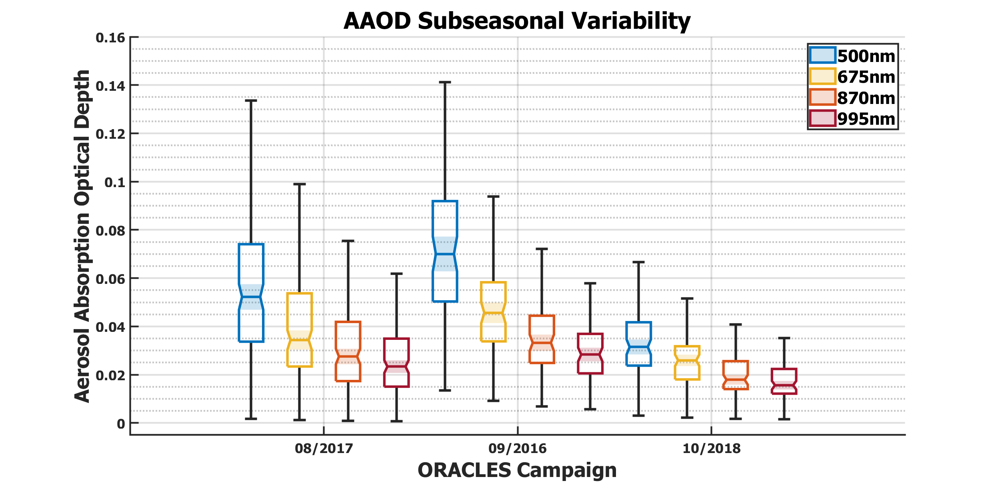 AAOD Subseasonal Variability
Aerosol Absorption Optical Depth
0.16
0.14
0.12
0.1
0.08
0.06
0.04
0.02
0
500nm
675nm
870nm
995nm
08/2017
09/2016
10/2018
ORACLES Campaign